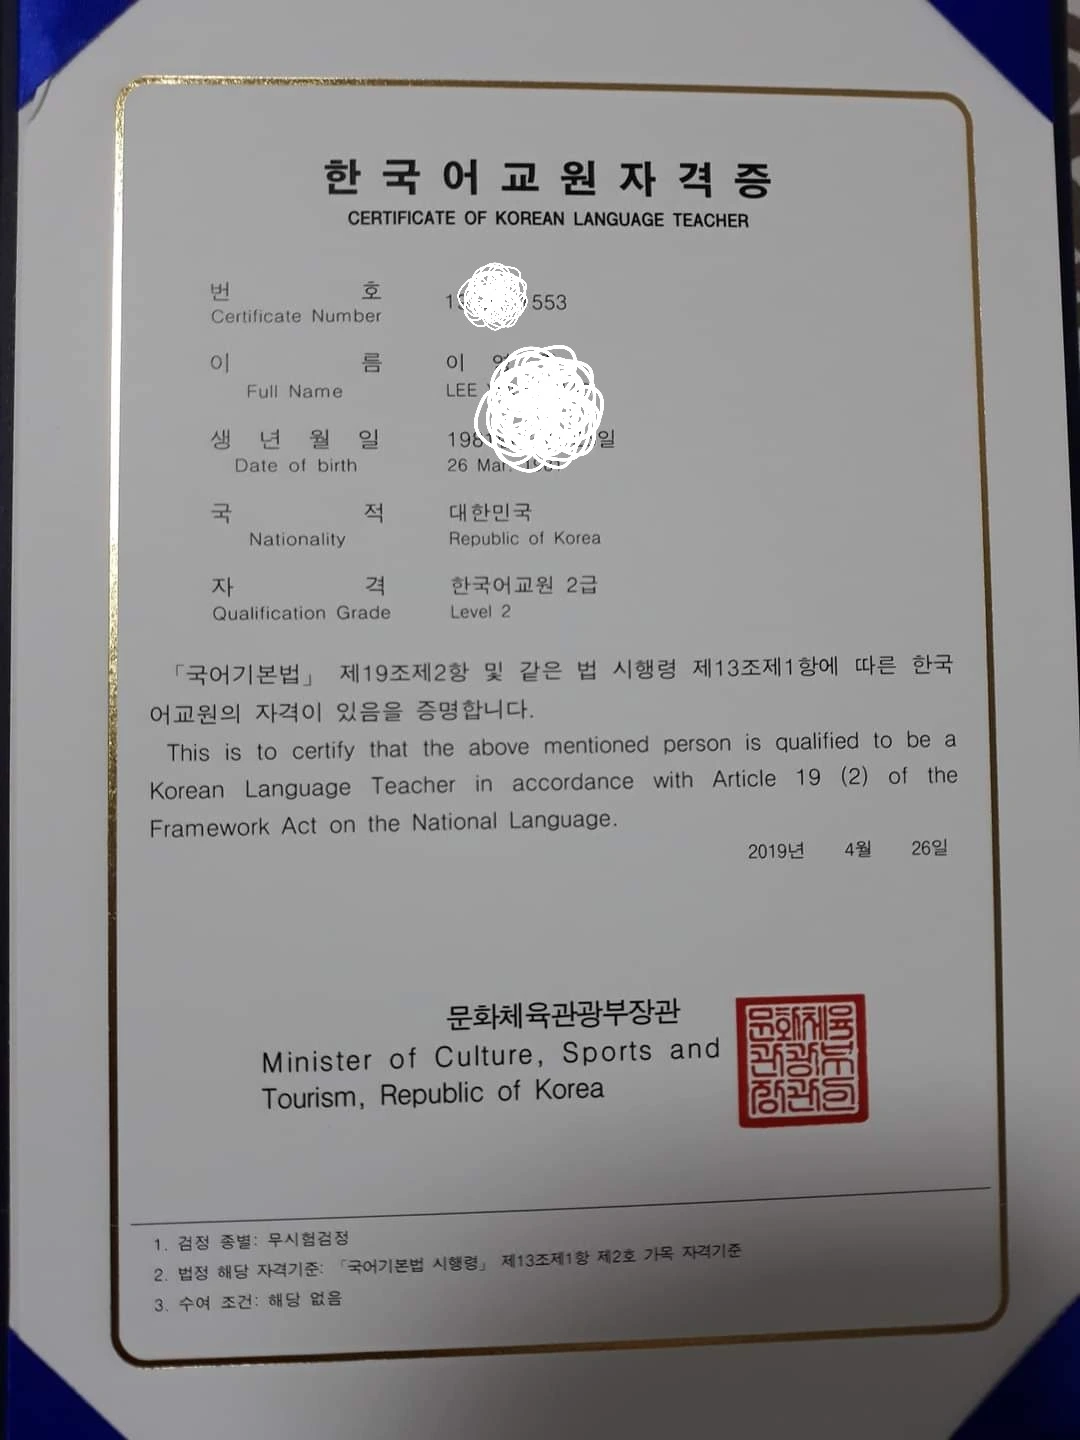 한국어교원자격증
CERTIFICATE OF KOREAN LANGUAGE TEACHER
번 호 553
Certificate Number
이 름 이
Full Name LEE
생 년 월 일 일
Date of birth 26 Mar.
국 적 대한민국
Nationality Republic of Korea
자 격 한국어교원 2급
Qualification Grade Level 2
「국어기본법」 제19조제2항 및 같은 법 시행령 제13조제1항에 따른 한국
어교원의 자격이 있음을 증명합니다.
This is to certify that the above mentioned person is qualified to be a
Korean Language Teacher in accordance with Article 19 (2) of the
Framework Act on the National Language.
2019년 4월 26일
문화체육관광부장관
Minister of Culture, Sports and
Tourism, Republic of Korea
문화체육
관광부
장관의
1. 검정 종별: 무시험검정
2. 법정 해당 자격기준: 「국어기본법 시행령」 제13조제1항 제2호 가목 자격기준
3. 수여 조건: 해당 없음